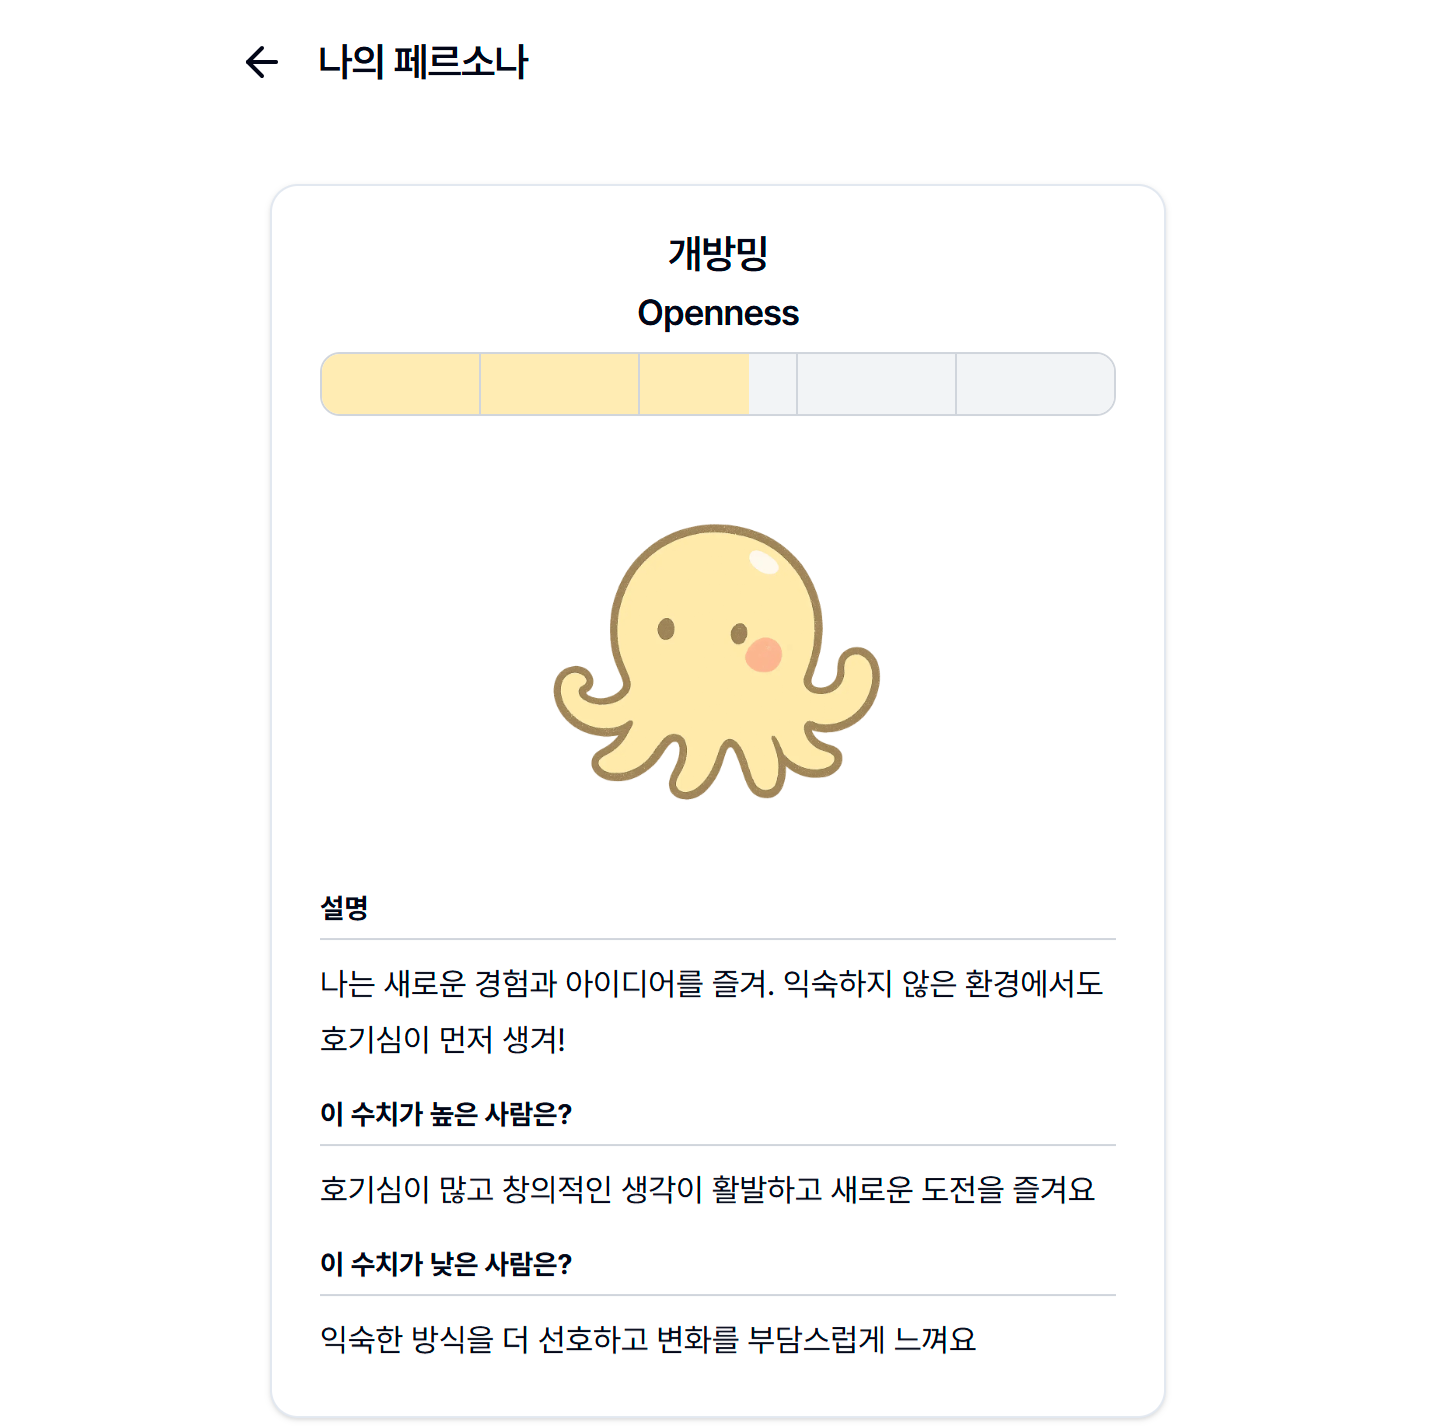 나의 페르소나
개방밍
Openness
설명
나는 새로운 경험과 아이디어를 즐겨. 익숙하지 않은 환경에서도
호기심이 먼저 생겨!
이 수치가 높은 사람은?
호기심이 많고 창의적인 생각이 활발하고 새로운 도전을 즐겨요
이 수치가 낮은 사람은?
익숙한 방식을 더 선호하고 변화를 부담스럽게 느껴요